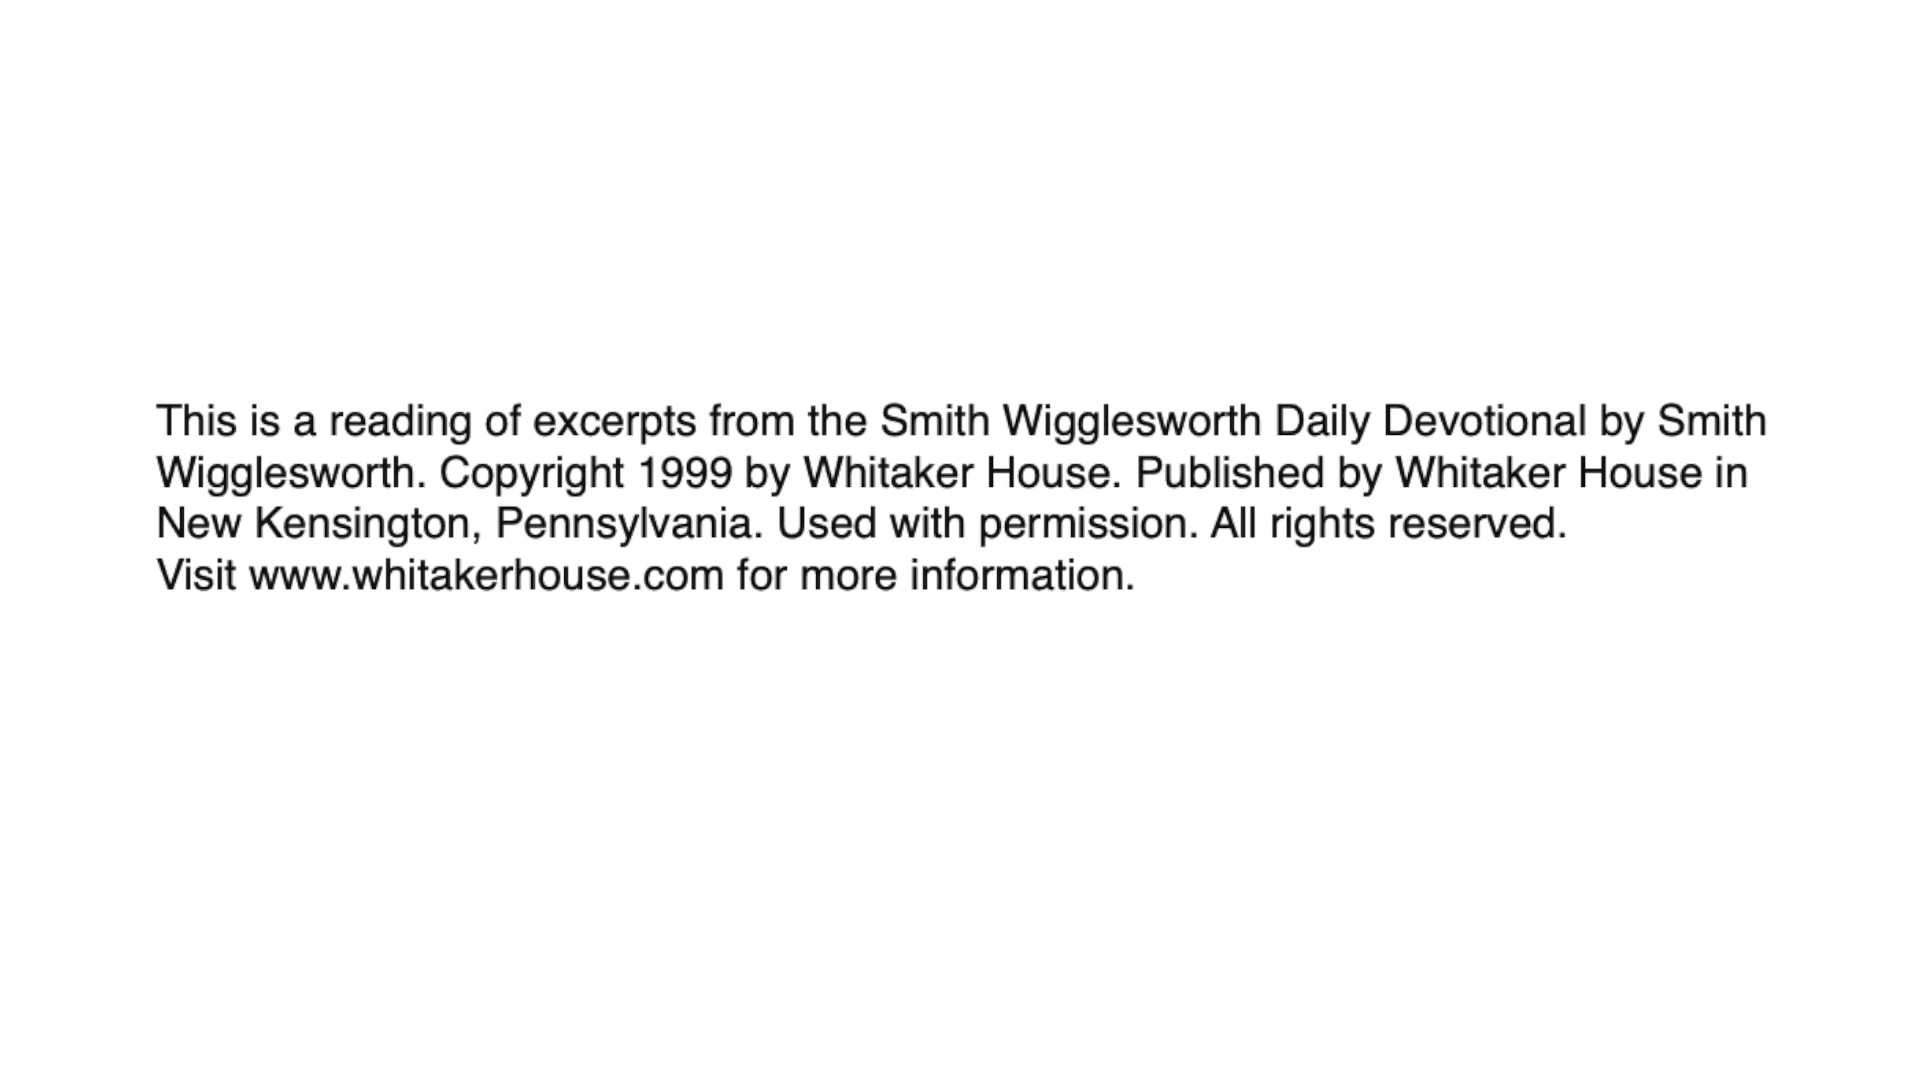 This is a reading of excerpts from the Smith Wigglesworth Daily Devotional by Smith
Wigglesworth. Copyright 1999 by Whitaker House. Published by Whitaker House in
New Kensington, Pennsylvania. Used with permission. All rights reserved.
Visit www.whitakerhouse.com for more information.